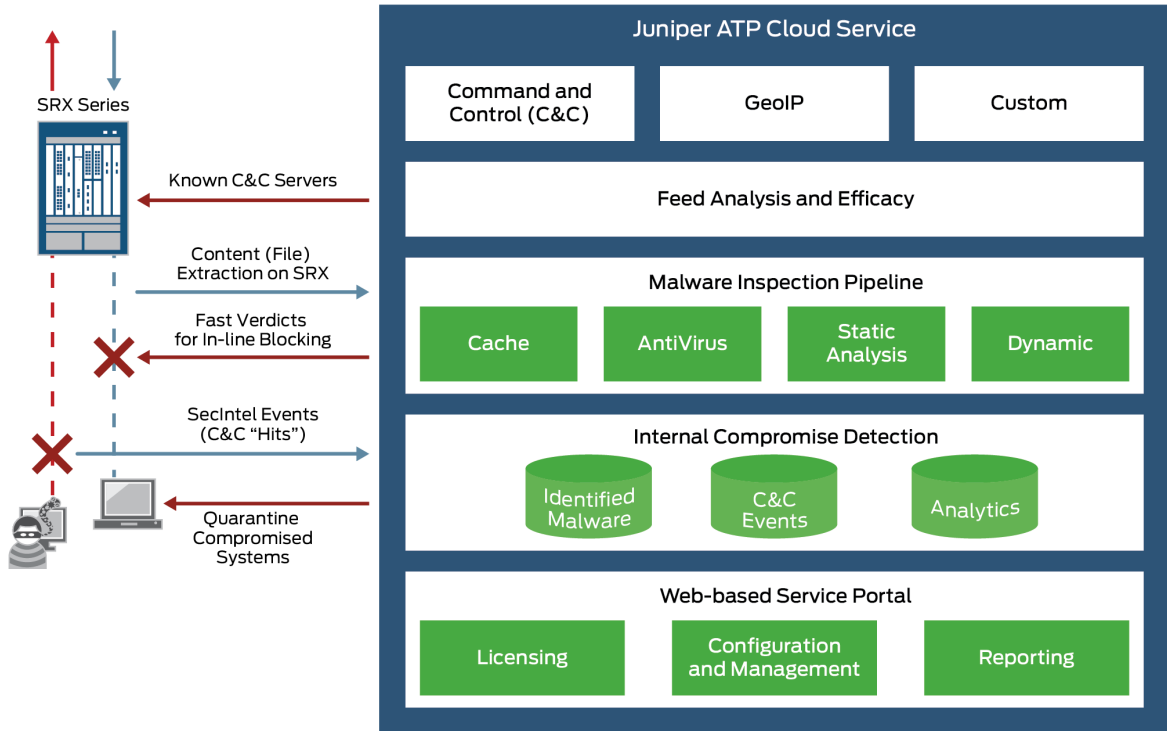 Juniper ATP Cloud Service
SRX Series
Command and
Control (C&C)
GeoIP
Custom
Known C&C Servers
Feed Analysis and Efficacy
Content (File)
Extraction on SRX
Malware Inspection Pipeline
Fast Verdicts
for In-line Blocking
Cache
AntiVirus
Static
Analysis
Dynamic
SecIntel Events
(C&C “Hits”)
Internal Compromise Detection
Identified
Malware
C&C
Events
Analytics
Quarantine
Compromised
Systems
Web-based Service Portal
Licensing
Configuration
and Management
Reporting